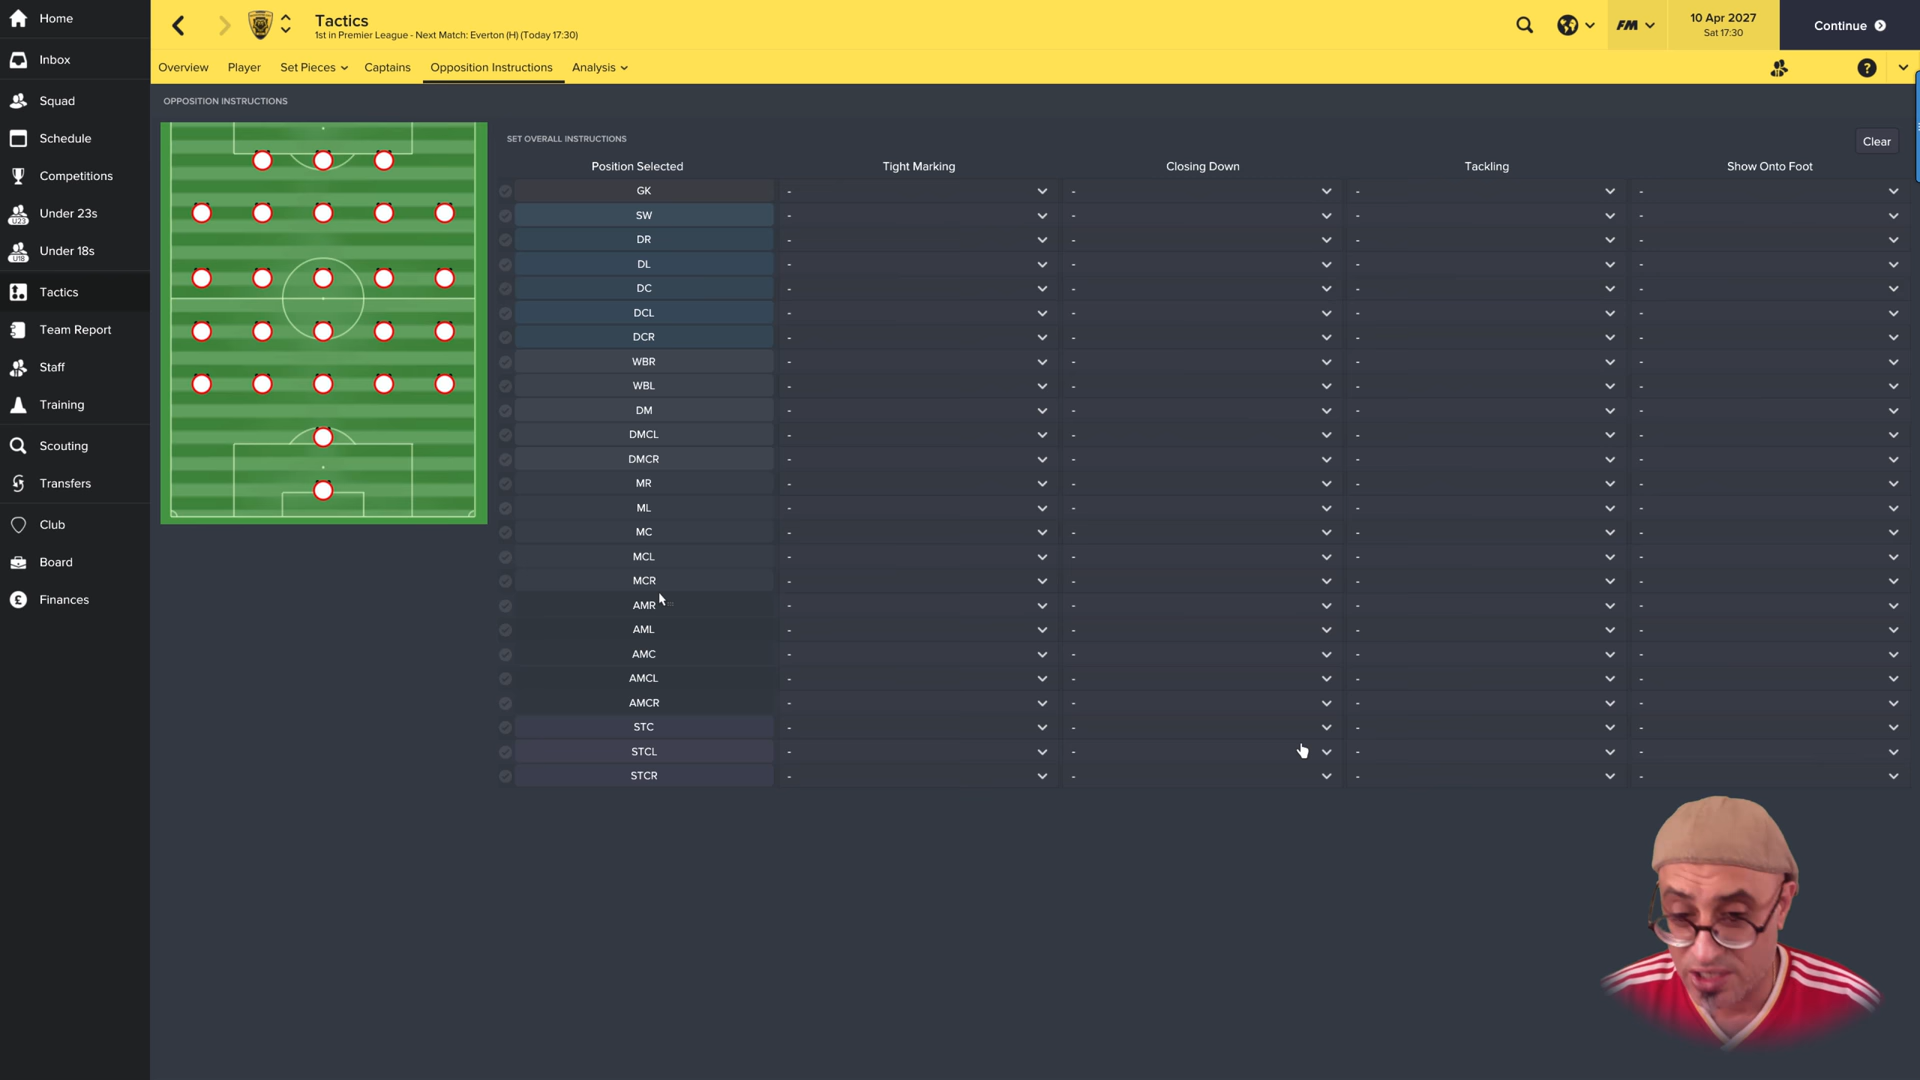 Home
Inbox
Squad
Schedule
Competitions
U23
Under 23s
U18
Under 18s
Tactics
Team Report
Staff
Training
Scouting
Transfers
Club
Board
£
Finances
Tactics
1st in Premier League - Next Match: Everton (H) (Today 17:30)
FM
10 Apr 2027
Sat 17:30
Continue
Overview
Player
Set Pieces
Captains
Opposition Instructions
Analysis
?
OPPOSITION INSTRUCTIONS
SET OVERALL INSTRUCTIONS
Clear
Position Selected Tight Marking Closing Down Tackling Show Onto Foot
GK - - - -
SW - - - -
DR - - - -
DL - - - -
DC - - - -
DCL - - - -
DCR - - - -
WBR - - - -
WBL - - - -
DM - - - -
DMCL - - - -
DMCR - - - -
MR - - - -
ML - - - -
MC - - - -
MCL - - - -
MCR - - - -
AMR - - - -
AML - - - -
AMC - - - -
AMCL - - - -
AMCR - - - -
STC - - - -
STCL - - - -
STCR - - - -